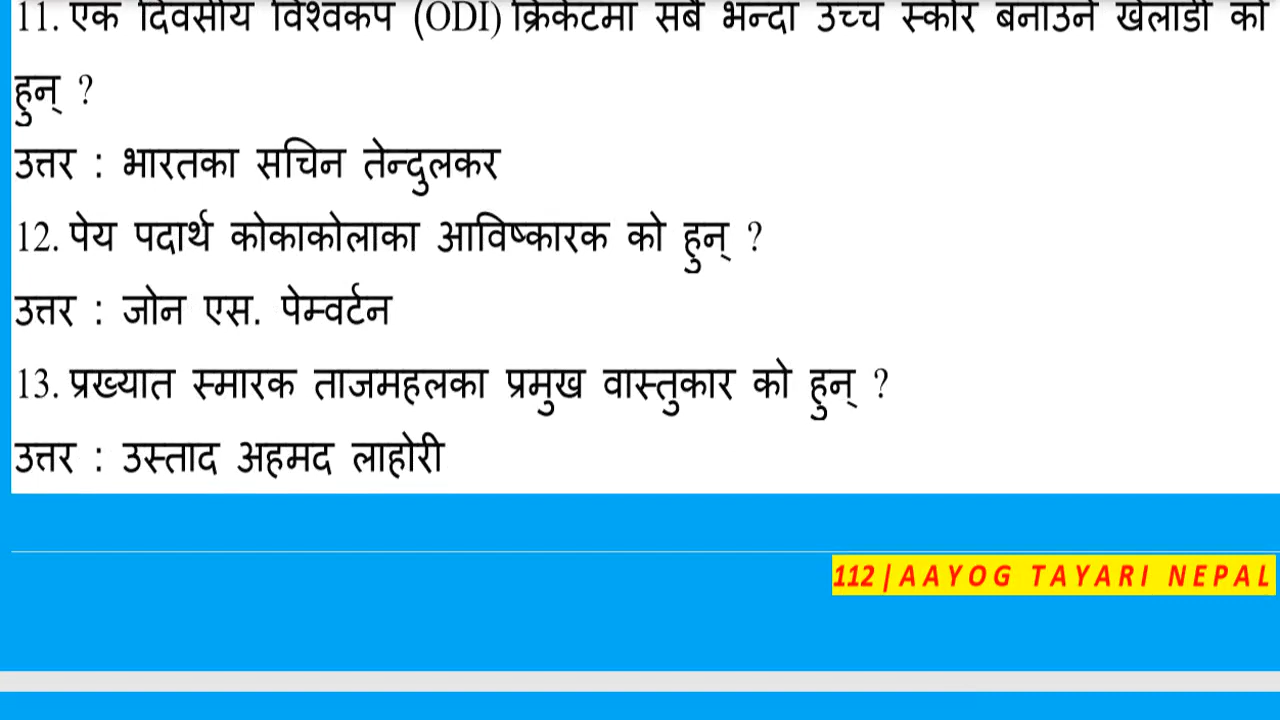 11. एक दिवसीय विश्वकप (ODI) क्रिकेटमा सबै भन्दा उच्च स्कोर बनाउने खेलाडी को
हुन् ?
उत्तर : भारतका सचिन तेन्दुलकर
12. पेय पदार्थ कोकाकोलाका आविष्कारक को हुन् ?
उत्तर : जोन एस. पेम्वर्टन
13. प्रख्यात स्मारक ताजमहलका प्रमुख वास्तुकार को हुन् ?
उत्तर : उस्ताद अहमद लाहोरी
112 | AAYOG TAYARI NEPAL